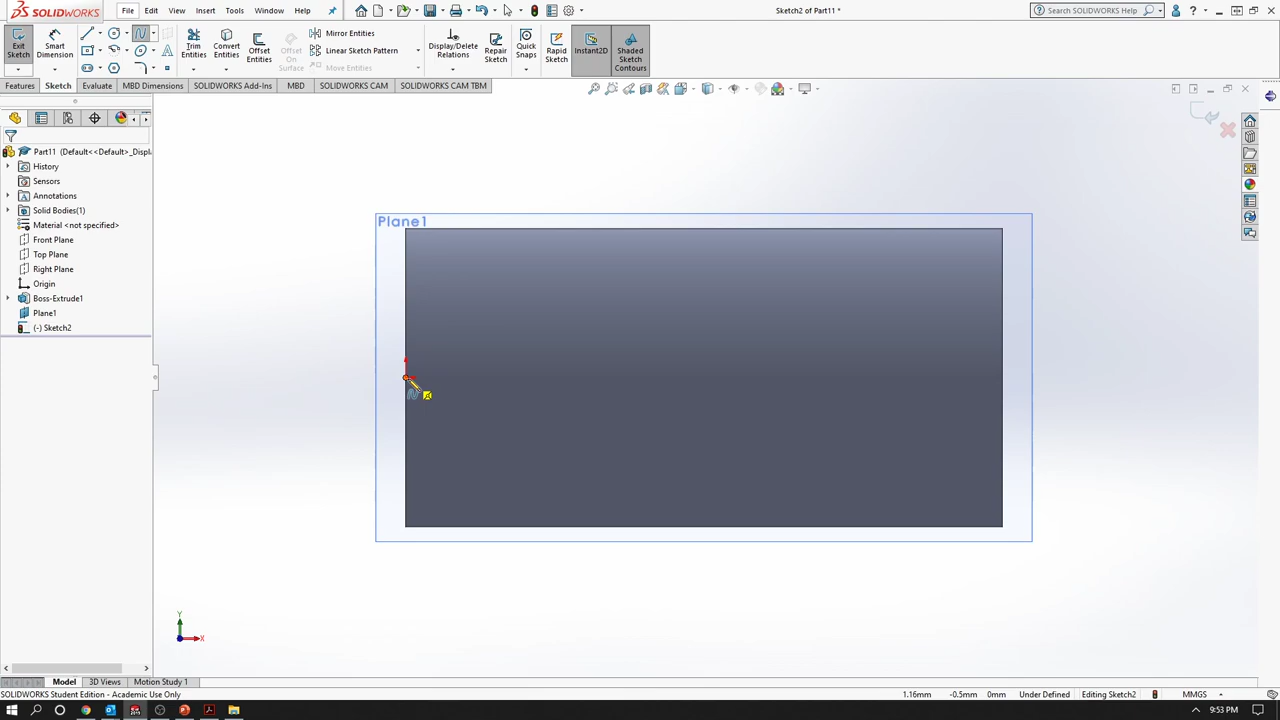 SOLIDWORKS File Edit View Insert Tools Window Help Sketch2 of Part11 * Search SOLIDWORKS Help
Exit Sketch
Smart Dimension
Trim Entities
Convert Entities
Offset Entities
Offset On Surface
Mirror Entities
Linear Sketch Pattern
Move Entities
Display/Delete Relations
Repair Sketch
Quick Snaps
Rapid Sketch
Instant2D
Shaded Sketch Contours
Features Sketch Evaluate MBD Dimensions SOLIDWORKS Add-Ins MBD SOLIDWORKS CAM SOLIDWORKS CAM TBM
Part11 (Default<<Default>_Displ
History
Sensors
Annotations
Solid Bodies(1)
Material <not specified>
Front Plane
Top Plane
Right Plane
Origin
Boss-Extrude1
Plane1
(-) Sketch2
Plane1
Y
X
Model 3D Views Motion Study 1
SOLIDWORKS Student Edition - Academic Use Only 1.16mm -0.5mm 0mm Under Defined Editing Sketch2 MMGS
9:53 PM